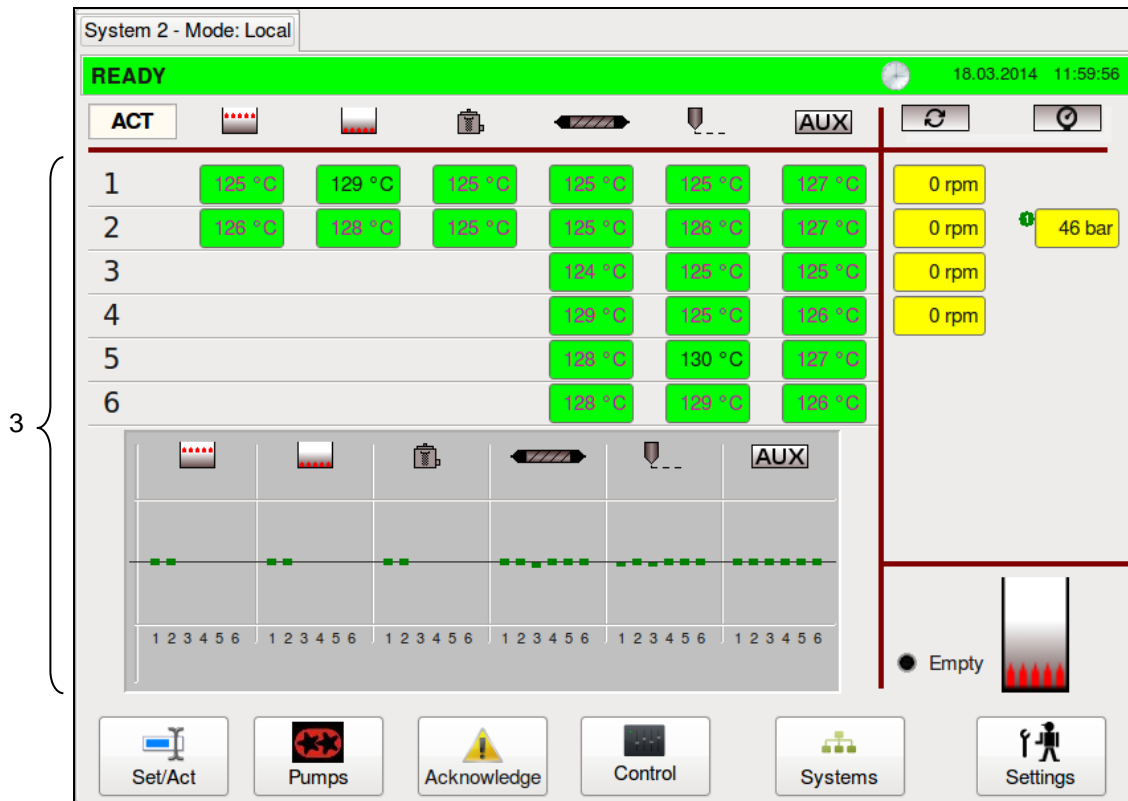 System 2 - Mode: Local
READY 18.03.2014 11:59:56
ACT AUX
1 125 °C 129 °C 125 °C 125 °C 125 °C 127 °C 0 rpm
2 126 °C 128 °C 125 °C 125 °C 126 °C 127 °C 0 rpm 1 46 bar
3 124 °C 125 °C 125 °C 0 rpm
4 129 °C 125 °C 126 °C 0 rpm
5 128 °C 130 °C 127 °C
6 128 °C 129 °C 126 °C
3
AUX
1 2 3 4 5 6 1 2 3 4 5 6 1 2 3 4 5 6 1 2 3 4 5 6 1 2 3 4 5 6 1 2 3 4 5 6
Empty
Set/Act Pumps Acknowledge Control Systems Settings